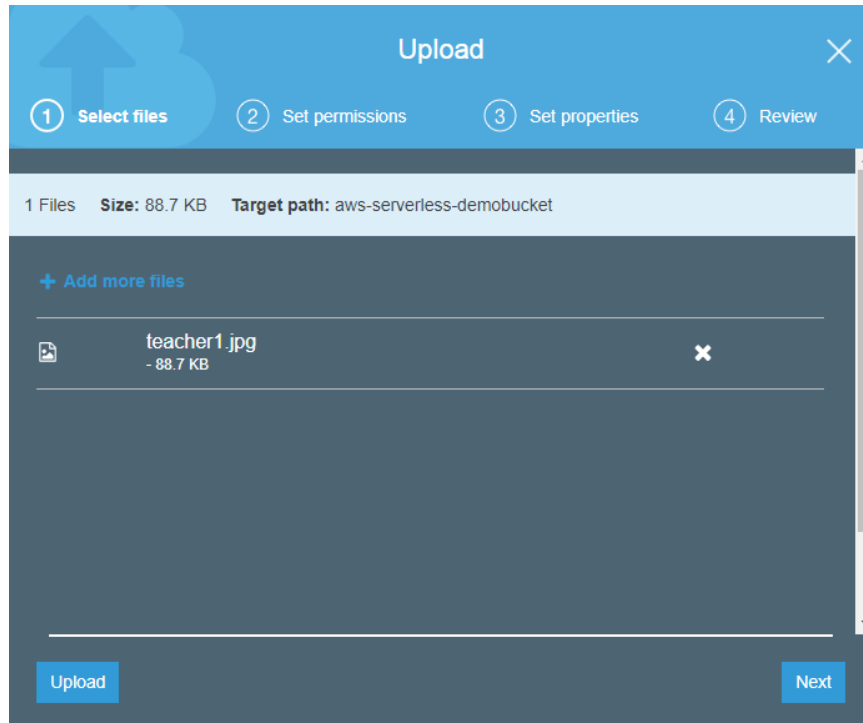 Upload
1 Select files 2 Set permissions 3 Set properties 4 Review
1 Files Size: 88.7 KB Target path: aws-serverless-demobucket
Add more files
teacher1.jpg
- 88.7 KB
Upload Next